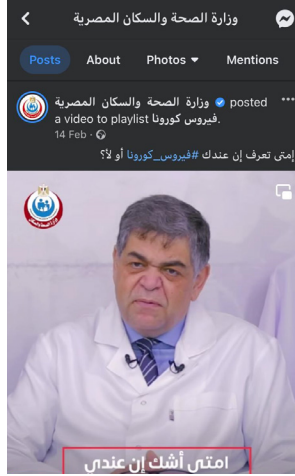 وزارة الصحة والسكان المصرية
Posts About Photos Mentions
وزارة الصحة والسكان المصرية posted
a video to playlist فيروس كورونا.
14 Feb ·
إمتى تعرف إن عندك #فيروس_كورونا أو لأ؟
امتى أشك إن عندي